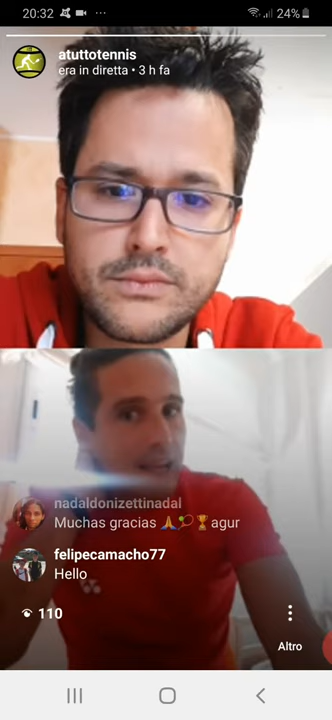 20:32
24%
atuttotennis
era in diretta • 3 h fa
nadaldonizettinadal
Muchas gracias 🙏🎾🏆 agur
felipecamacho77
Hello
110
Altro